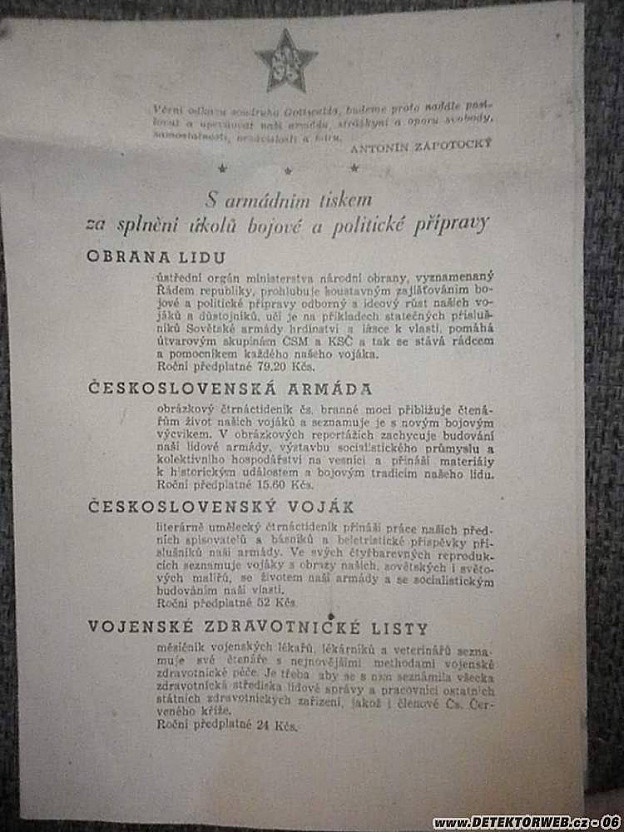 Věrni odkazu soudruha Gottwalda, budeme proto nadále posi-
lovat a upevňovat naši armádu, strážkyni a oporu svobody,
samostatnosti, nezávislosti a míru.
ANTONÍN ZÁPOTOCKÝ
S armádním tiskem
za splnění úkolů bojové a politické přípravy
OBRANA LIDU
ústřední orgán ministerstva národní obrany, vyznamenaný
Řádem republiky, prohlubuje soustavným zajišťováním bo-
jové a politické přípravy odborný a ideový růst našich vo-
jáků a důstojníků, učí je na příkladech statečných přísluš-
níků Sovětské armády hrdinství a lásce k vlasti, pomáhá
útvarovým skupinám ČSM a KSČ a tak se stává rádcem
a pomocníkem každého našeho vojáka.
Roční předplatné 79.20 Kčs.
ČESKOSLOVENSKÁ ARMÁDA
obrázkový čtrnáctideník čs. branné moci přibližuje čtená-
řům život našich vojáků a seznamuje je s novým bojovým
výcvikem. V obrázkových reportážích zachycuje budování
naší lidové armády, výstavbu socialistického průmyslu a
kolektivního hospodářství na vesnici a přináší materiály
k historickým událostem a bojovým tradicím našeho lidu.
Roční předplatné 15.60 Kčs.
ČESKOSLOVENSKÝ VOJÁK
literárně umělecký čtrnáctideník přináší práce našich před-
ních spisovatelů a básníků a beletristické příspěvky pří-
slušníků naší armády. Ve svých čtyřbarevných reproduk-
cích seznamuje vojáky s obrazy našich, sovětských i světo-
vých malířů, se životem naší armády a se socialistickým
budováním naší vlasti.
Roční předplatné 52 Kčs
VOJENSKÉ ZDRAVOTNICKÉ LISTY
měsíčník vojenských lékařů, lékárníků a veterinářů sezna-
muje své čtenáře s nejnovějšími methodami vojenské
zdravotnické péče. Je třeba aby se s ním seznámila všecka
zdravotnická střediska lidové správy a pracovníci ostatních
státních zdravotnických zařízení, jakož i členové Čs. Čer-
veného kříže.
Roční předplatné 24 Kčs.
www.DETEKTORWEB.cz - 06